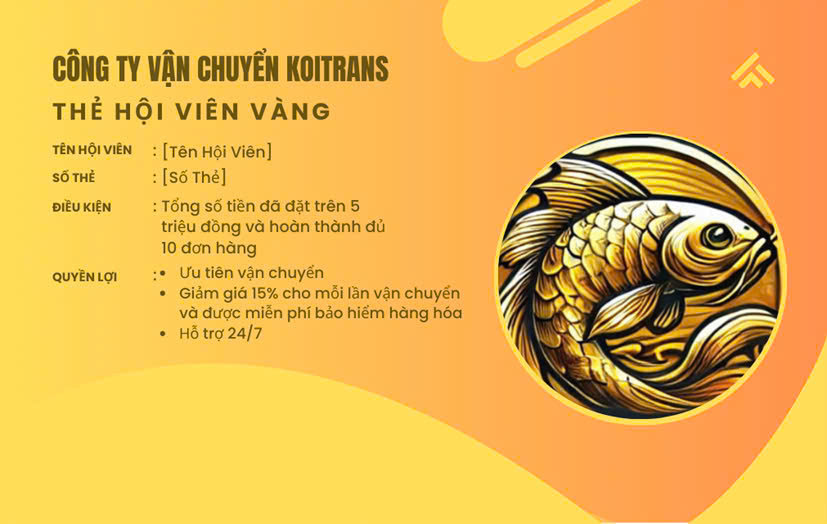 CÔNG TY VẬN CHUYỂN KOITRANS
THẺ HỘI VIÊN VÀNG
TÊN HỘI VIÊN : [Tên Hội Viên]
SỐ THẺ : [Số Thẻ]
ĐIỀU KIỆN : Tổng số tiền đã đặt trên 5
triệu đồng và hoàn thành đủ
10 đơn hàng
QUYỀN LỢI : • Ưu tiên vận chuyển
• Giảm giá 15% cho mỗi lần vận chuyển
và được miễn phí bảo hiểm hàng hóa
• Hỗ trợ 24/7